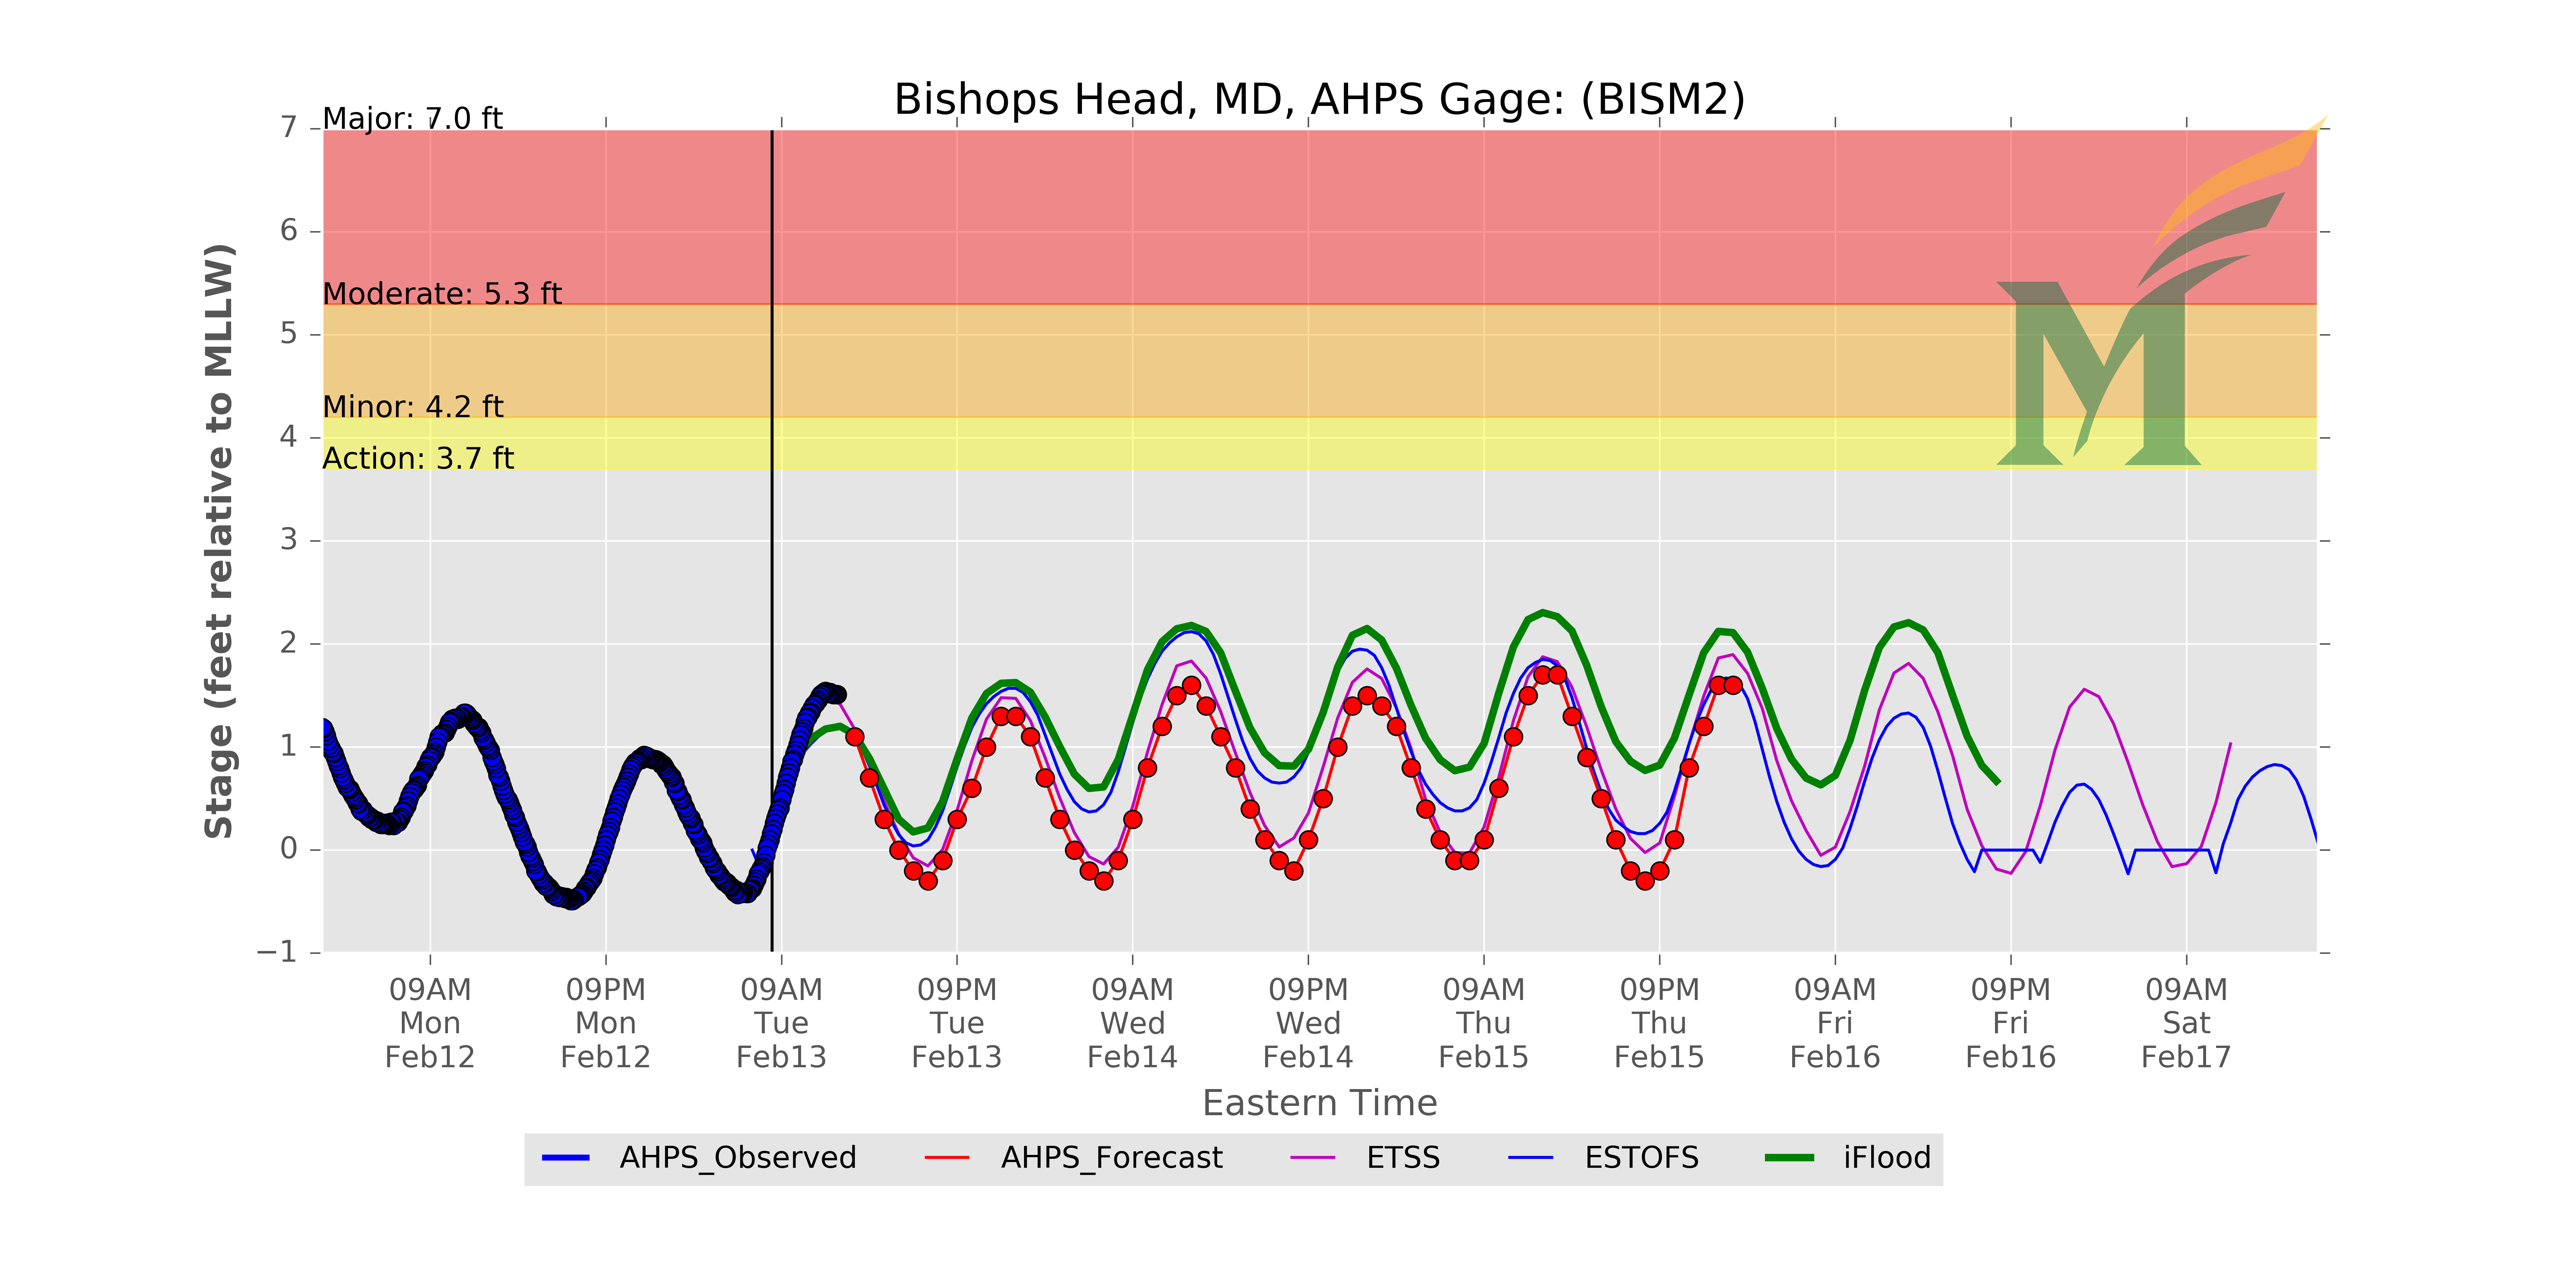 Bishops Head, MD, AHPS Gage: (BISM2)
Major: 7.0 ft
Moderate: 5.3 ft
Minor: 4.2 ft
Action: 3.7 ft
Stage (feet relative to MLLW)
7
6
5
4
3
2
1
0
−1
09AM Mon Feb12
09PM Mon Feb12
09AM Tue Feb13
09PM Tue Feb13
09AM Wed Feb14
09PM Wed Feb14
09AM Thu Feb15
09PM Thu Feb15
09AM Fri Feb16
09PM Fri Feb16
09AM Sat Feb17
Eastern Time
AHPS_Observed AHPS_Forecast ETSS ESTOFS iFlood
M